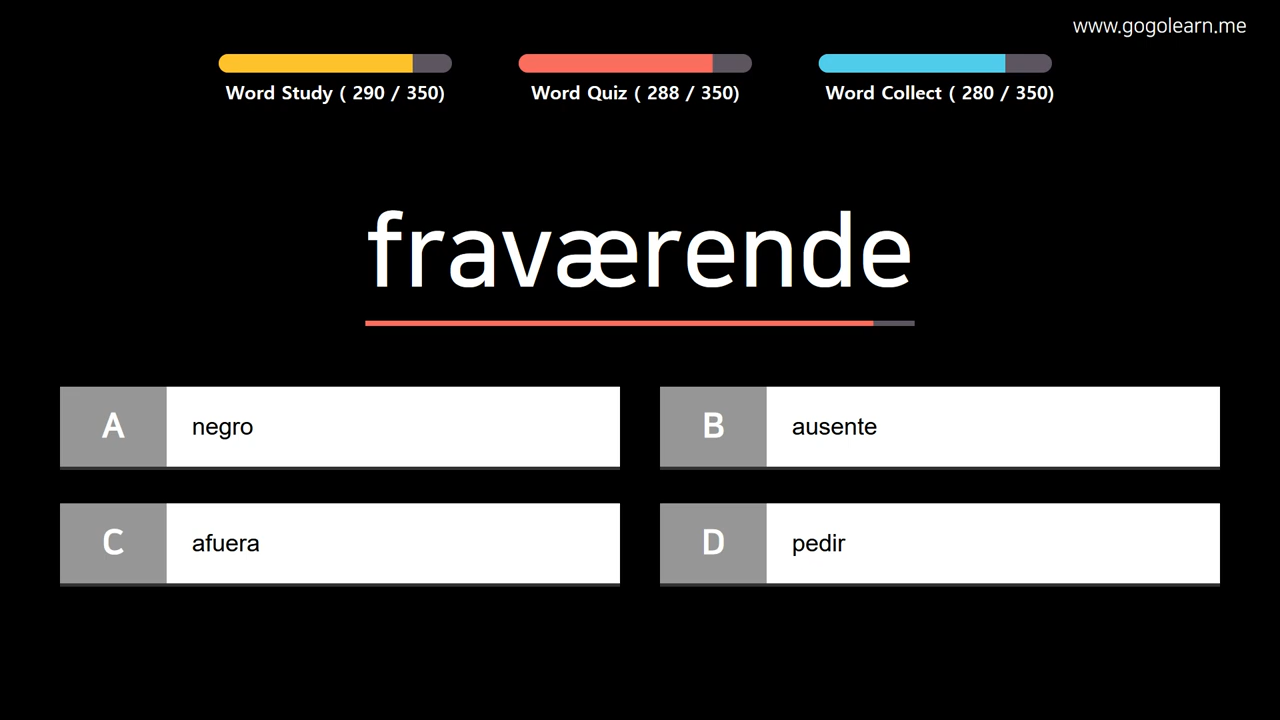 www.gogolearn.me
Word Study ( 290 / 350)
Word Quiz ( 288 / 350)
Word Collect ( 280 / 350)
fraværende
A negro
B ausente
C afuera
D pedir